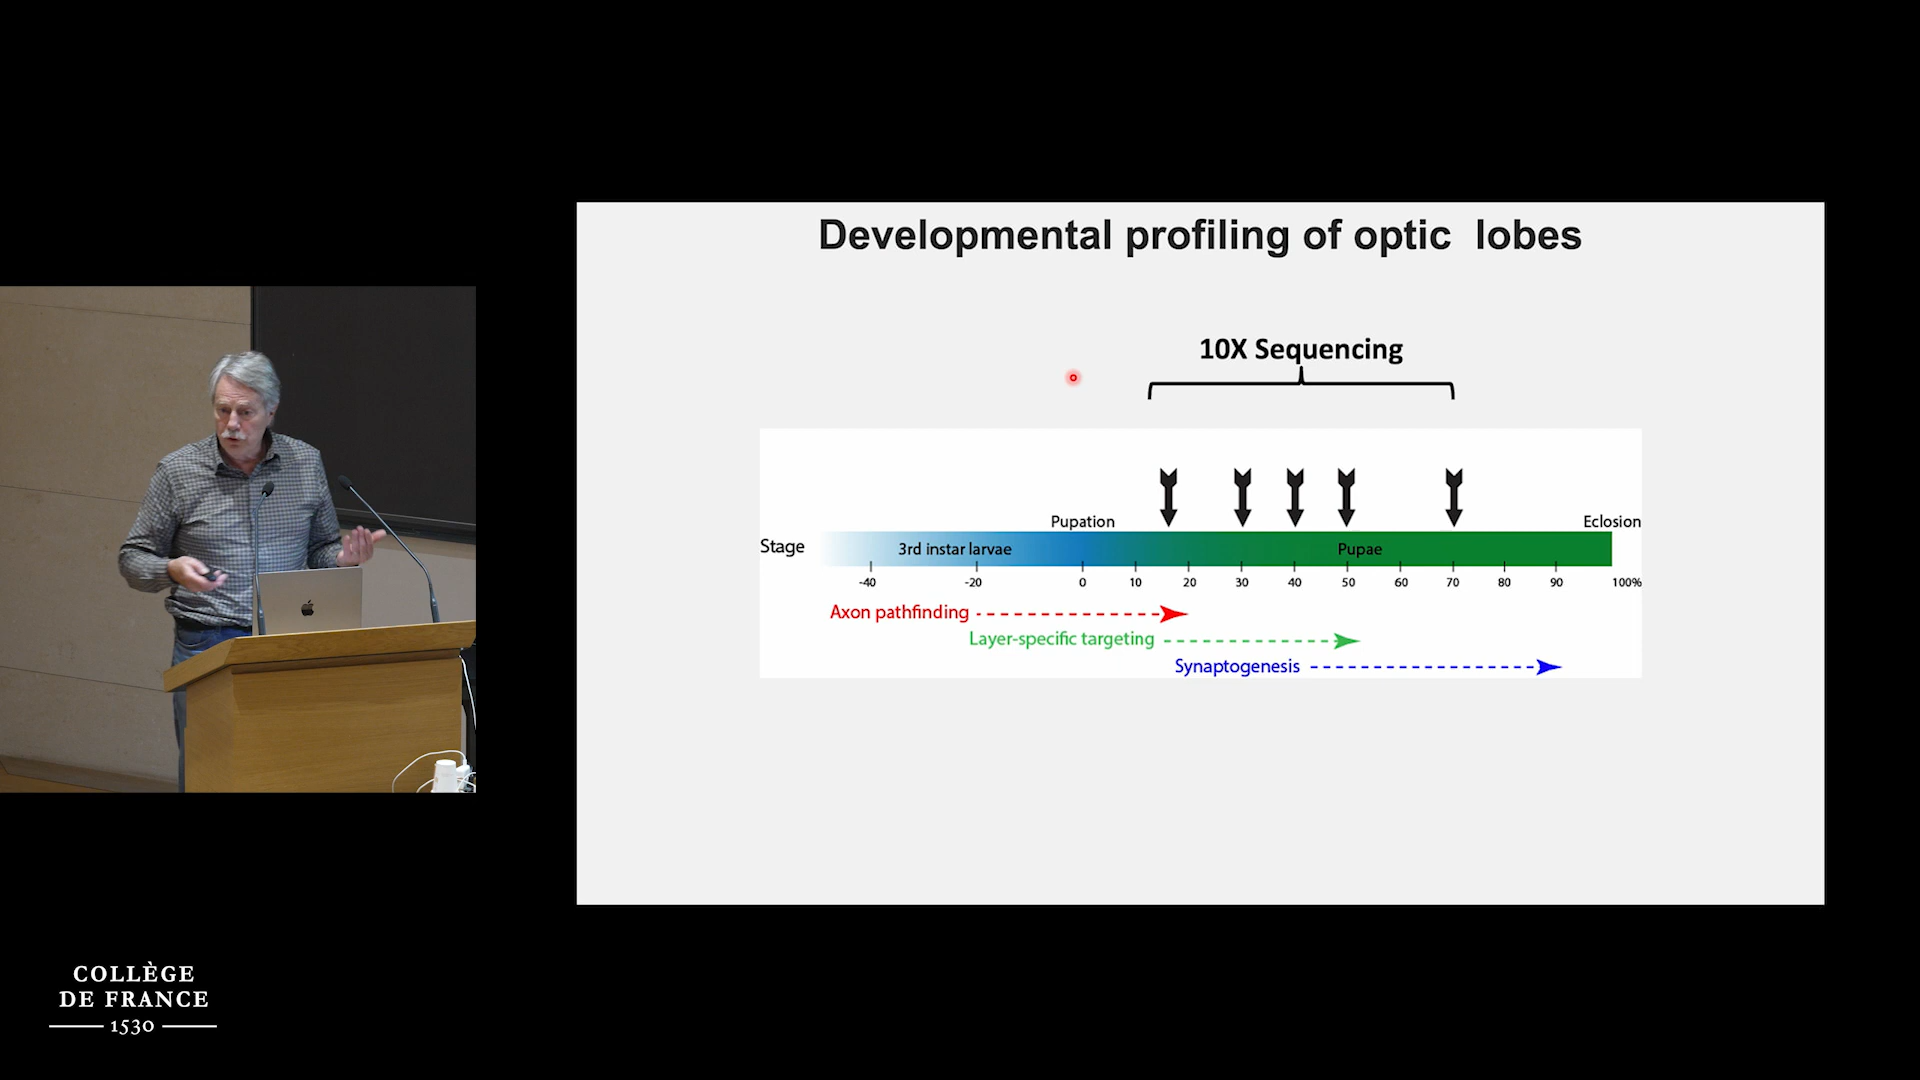 Developmental profiling of optic lobes
10X Sequencing
Pupation
Eclosion
Stage
3rd instar larvae
Pupae
-40 -20 0 10 20 30 40 50 60 70 80 90 100%
Axon pathfinding
Layer-specific targeting
Synaptogenesis
COLLÈGE
DE FRANCE
1530